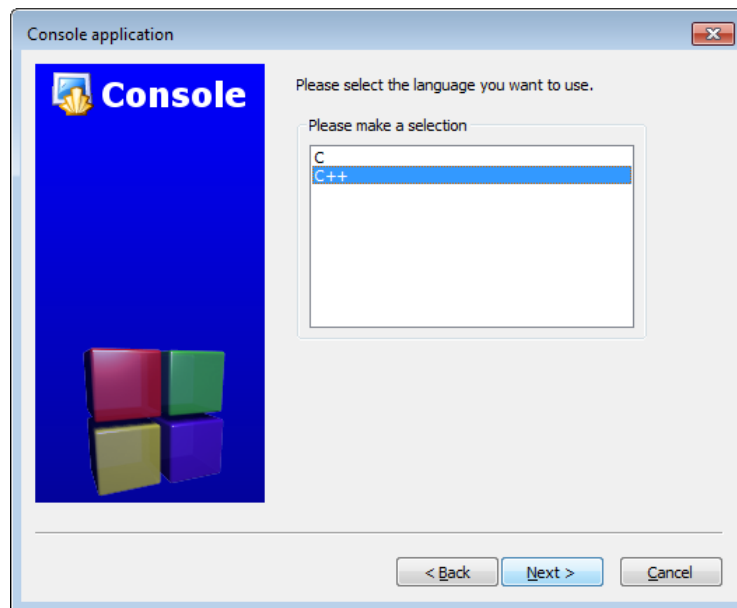 Console application
Console
Please select the language you want to use.
Please make a selection
C
C++
< Back
Next >
Cancel